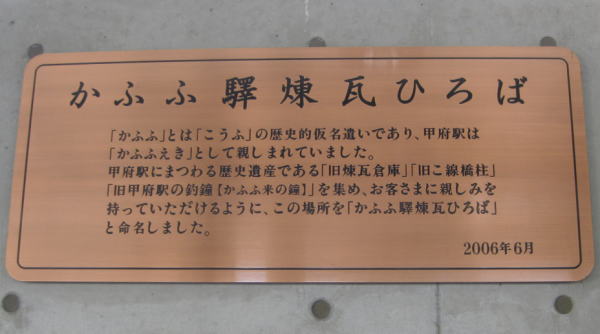 かふふ驛煉瓦ひろば
「かふふ」とは「こうふ」の歴史的仮名遣いであり、甲府駅は
「かふふえき」として親しまれていました。
甲府駅にまつわる歴史遺産である「旧煉瓦倉庫」「旧こ線橋柱」
「旧甲府駅の釣鐘【かふふ来の鐘】」を集め、お客さまに親しみを
持っていただけるように、この場所を「かふふ驛煉瓦ひろば」
と命名しました。
2006年6月